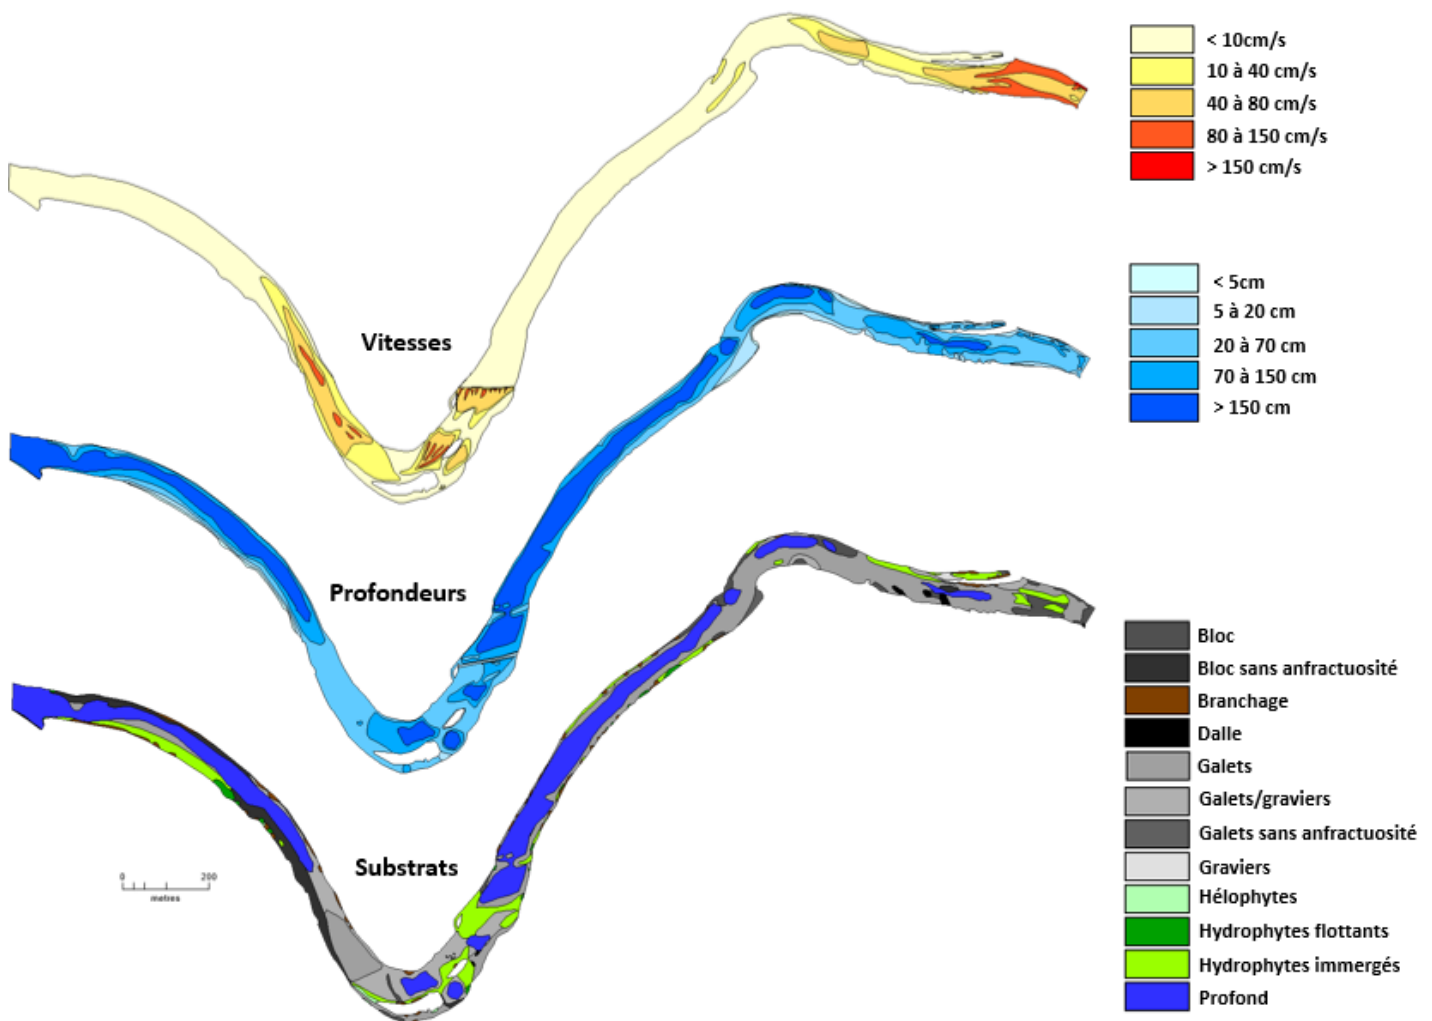 < 10cm/s
10 à 40 cm/s
40 à 80 cm/s
80 à 150 cm/s
> 150 cm/s
Vitesses
< 5cm
5 à 20 cm
20 à 70 cm
70 à 150 cm
> 150 cm
Profondeurs
Substrats
0 200
metres
Bloc
Bloc sans anfractuosité
Branchage
Dalle
Galets
Galets/graviers
Galets sans anfractuosité
Graviers
Hélophytes
Hydrophytes flottants
Hydrophytes immergés
Profond